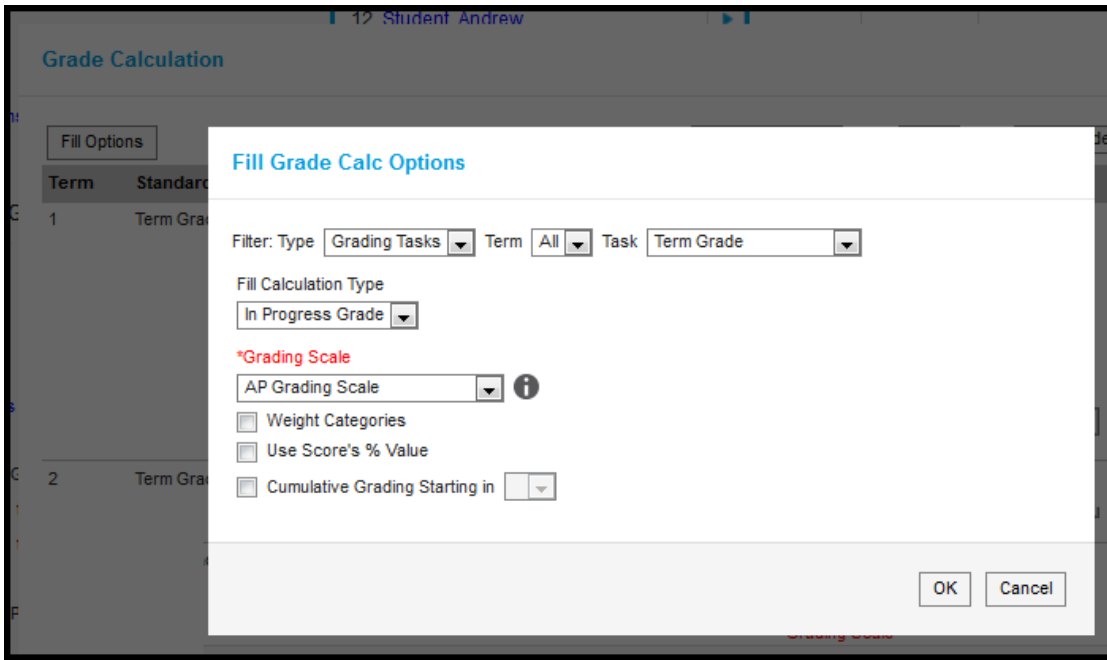 12 Student Andrew
Grade Calculation
Fill Options
Term
1
Term
2
Term
Fill Grade Calc Options
Filter: Type Grading Tasks Term All Task Term Grade
Fill Calculation Type
In Progress Grade
*Grading Scale
AP Grading Scale
Weight Categories
Use Score's % Value
Cumulative Grading Starting in
OK Cancel
Grading Scale